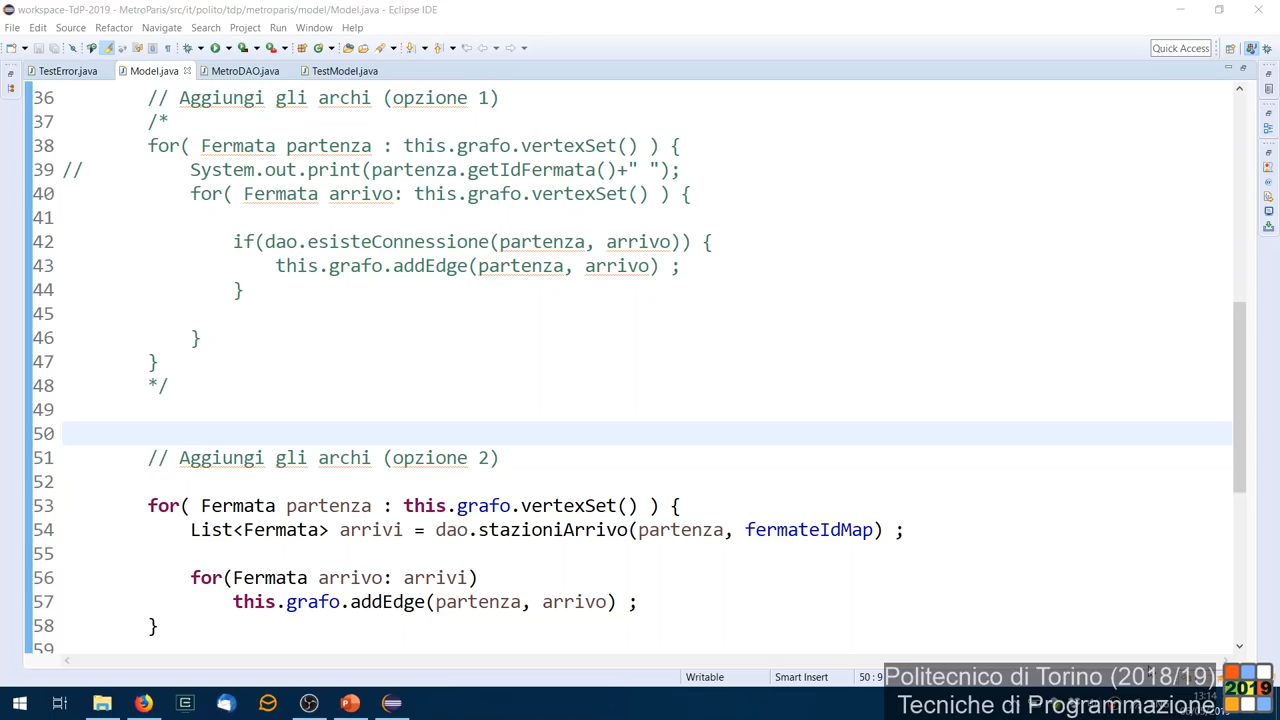 workspace-TdP-2019 - MetroParis/src/it/polito/tdp/metroparis/model/Model.java - Eclipse IDE
File Edit Source Refactor Navigate Search Project Run Window Help
Quick Access
TestError.java Model.java MetroDAO.java TestModel.java
36 // Aggiungi gli archi (opzione 1)
37 /*
38 for( Fermata partenza : this.grafo.vertexSet() ) {
39 // System.out.print(partenza.getIdFermata()+" ");
40 for( Fermata arrivo: this.grafo.vertexSet() ) {
41
42 if(dao.esisteConnessione(partenza, arrivo)) {
43 this.grafo.addEdge(partenza, arrivo) ;
44 }
45
46 }
47 }
48 */
49
50
51 // Aggiungi gli archi (opzione 2)
52
53 for( Fermata partenza : this.grafo.vertexSet() ) {
54 List<Fermata> arrivi = dao.stazioniArrivo(partenza, fermateIdMap) ;
55
56 for(Fermata arrivo: arrivi)
57 this.grafo.addEdge(partenza, arrivo) ;
58 }
59
Writable Smart Insert 50 : 9
Politecnico di Torino (2018/19)
Tecniche di Programmazione
2019
13:14